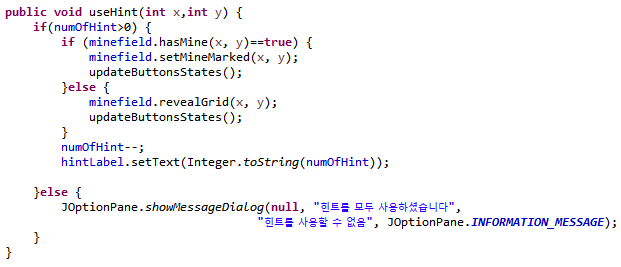 public void useHint(int x,int y) {
    if(numOfHint>0) {
        if (minefield.hasMine(x, y)==true) {
            minefield.setMineMarked(x, y);
            updateButtonsStates();
        }else {
            minefield.revealGrid(x, y);
            updateButtonsStates();
        }
        numOfHint--;
        hintLabel.setText(Integer.toString(numOfHint));
    }else {
        JOptionPane.showMessageDialog(null, "힌트를 모두 사용하셨습니다",
                                    "힌트를 사용할 수 없음", JOptionPane.INFORMATION_MESSAGE);
    }
}